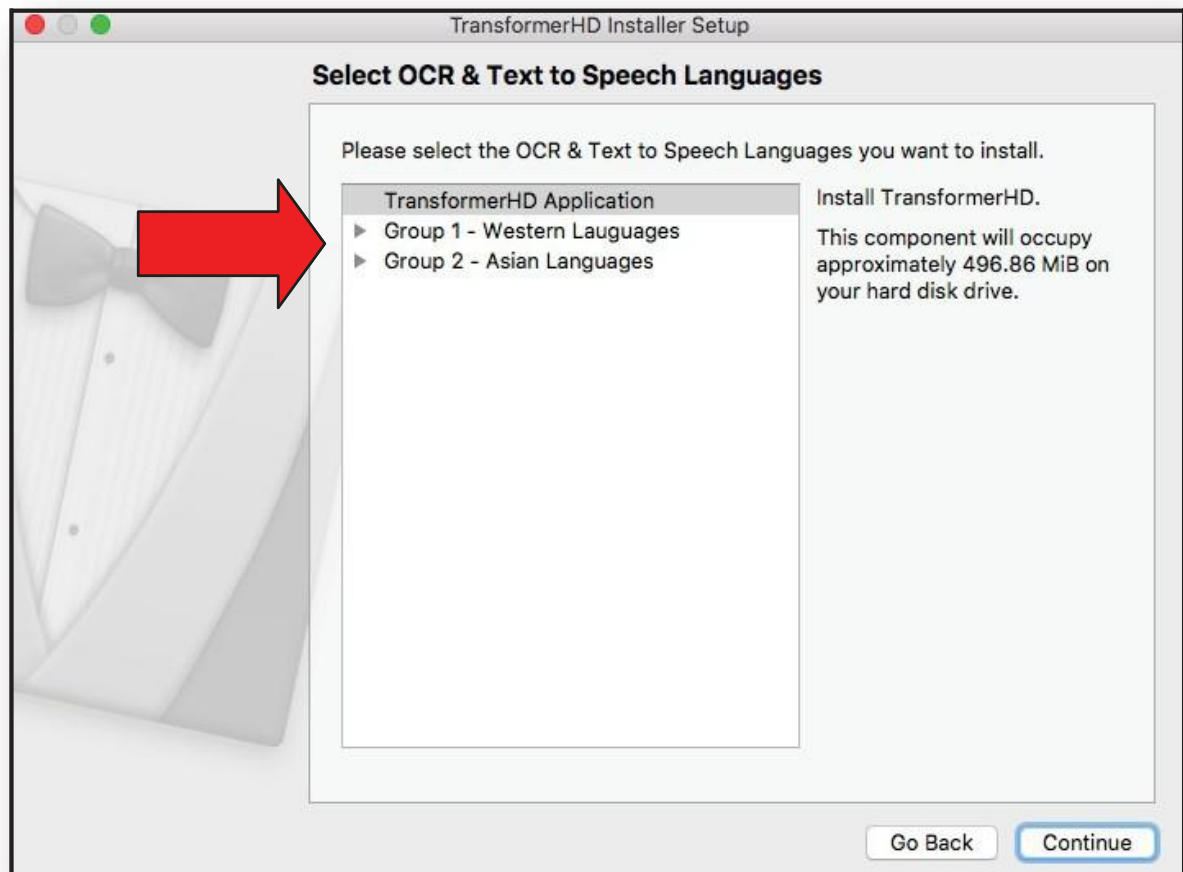 TransformerHD Installer Setup
Select OCR & Text to Speech Languages
Please select the OCR & Text to Speech Languages you want to install.
TransformerHD Application
Group 1 - Western Lauguages
Group 2 - Asian Languages
Install TransformerHD.
This component will occupy
approximately 496.86 MiB on
your hard disk drive.
Go Back
Continue